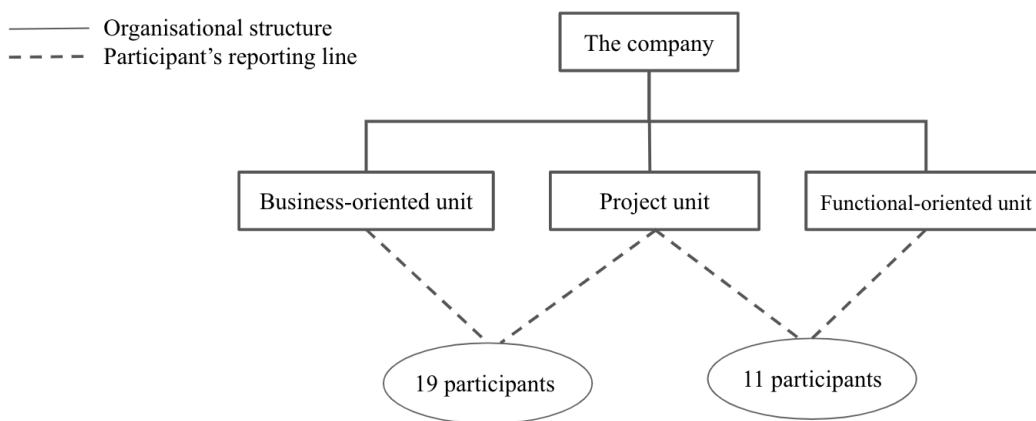 Organisational structure
Participant’s reporting line
The company
Business-oriented unit
Project unit
Functional-oriented unit
19 participants
11 participants